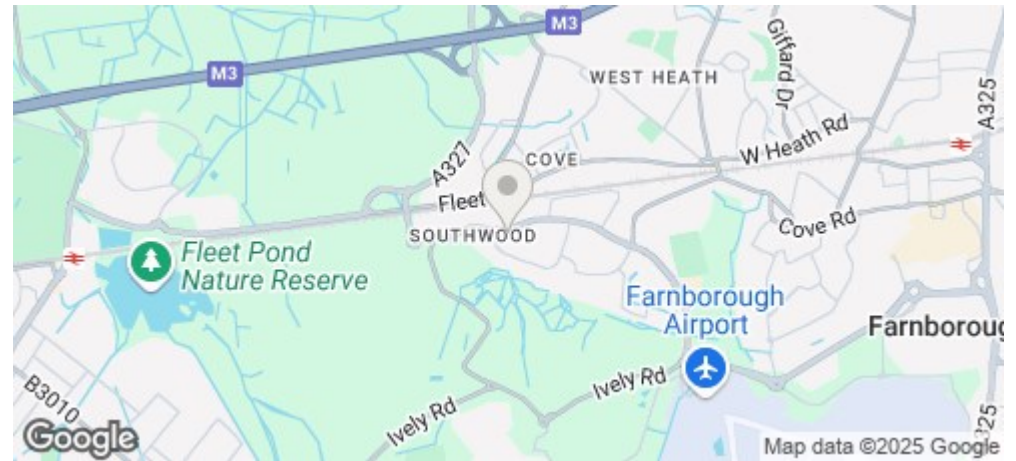 M3
M3
Giffard Dr
WEST HEATH
A325
A327
W Heath Rd
COVE
Fleet
Cove Rd
SOUTHWOOD
Fleet Pond
Nature Reserve
Farnborough
Airport
Farnboroug
Ively Rd
B3010
Ively Rd
325
Google
Map data ©2025 Google